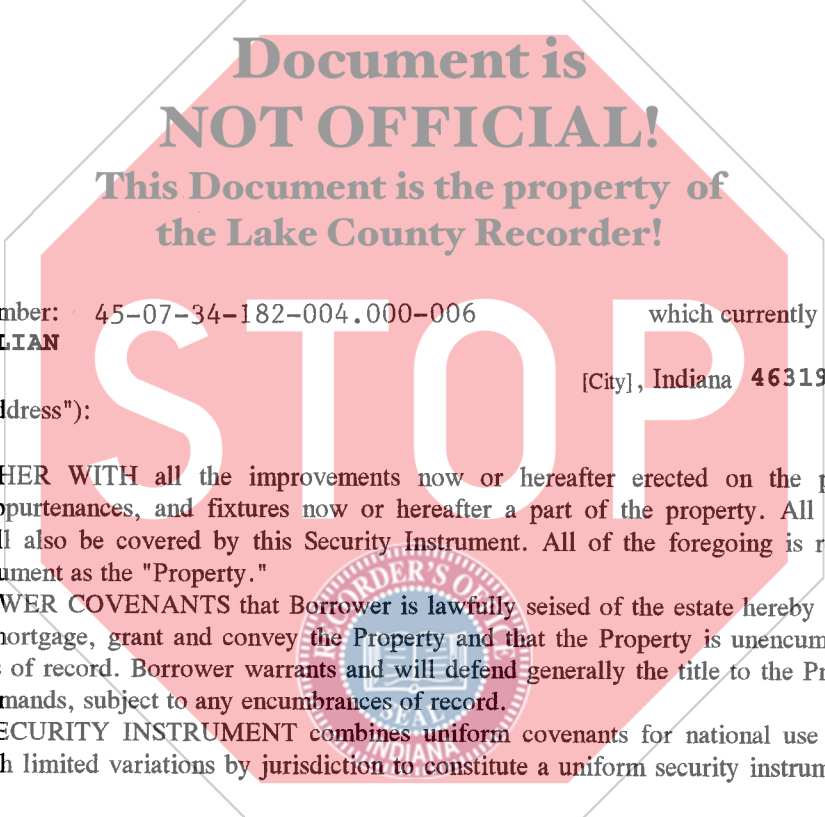 Document is
NOT OFFICIAL!
This Document is the property of
the Lake County Recorder!
STOP
mber: 45-07-34-182-004.000-006 which currently
LIAN
[City], Indiana 46319
ddress"):
HER WITH all the improvements now or hereafter erected on the p
ppurtenances, and fixtures now or hereafter a part of the property. All
ll also be covered by this Security Instrument. All of the foregoing is r
ument as the "Property."
WER COVENANTS that Borrower is lawfully seised of the estate hereby
nortgage, grant and convey the Property and that the Property is unencum
s of record. Borrower warrants and will defend generally the title to the Pr
mands, subject to any encumbrances of record.
ECURITY INSTRUMENT combines uniform covenants for national use
h limited variations by jurisdiction to constitute a uniform security instrum
RECORDER'S OFFICE
SEAL
INDIANA